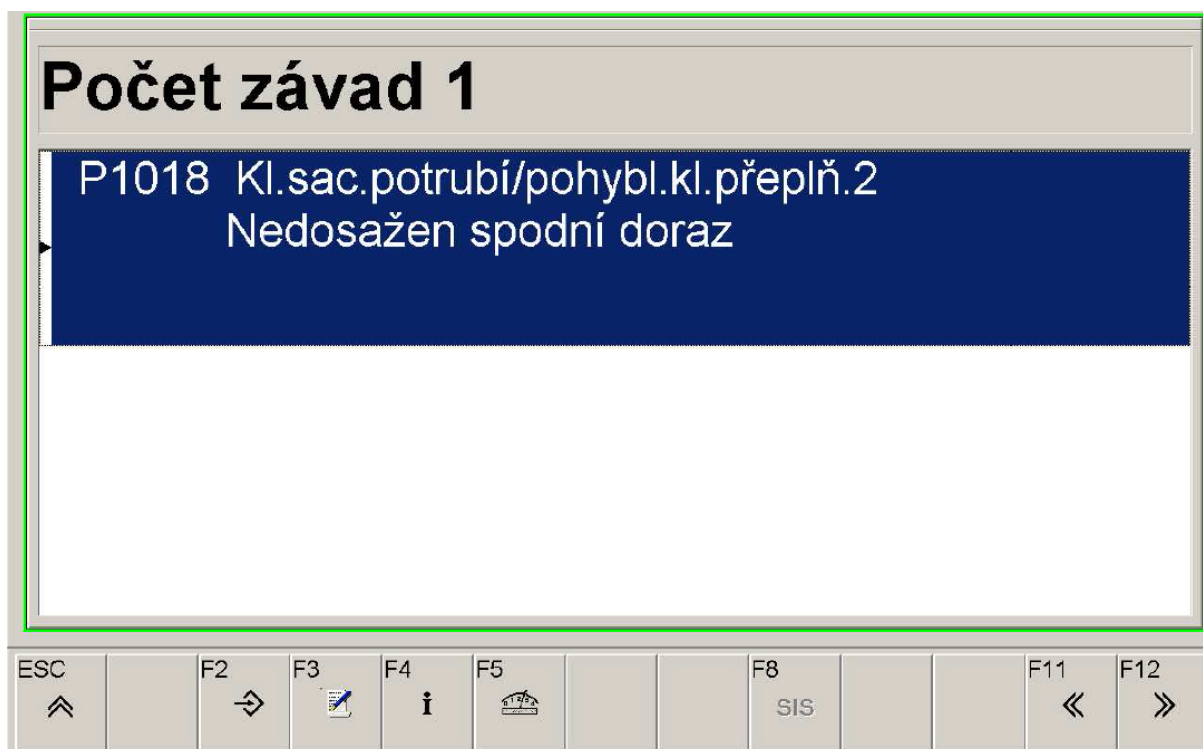 Počet závad 1
P1018 Kl.sac.potrubí/pohybl.kl.přeplň.2
Nedosažen spodní doraz
ESC F2 F3 F4 F5 F8 F11 F12
i SIS